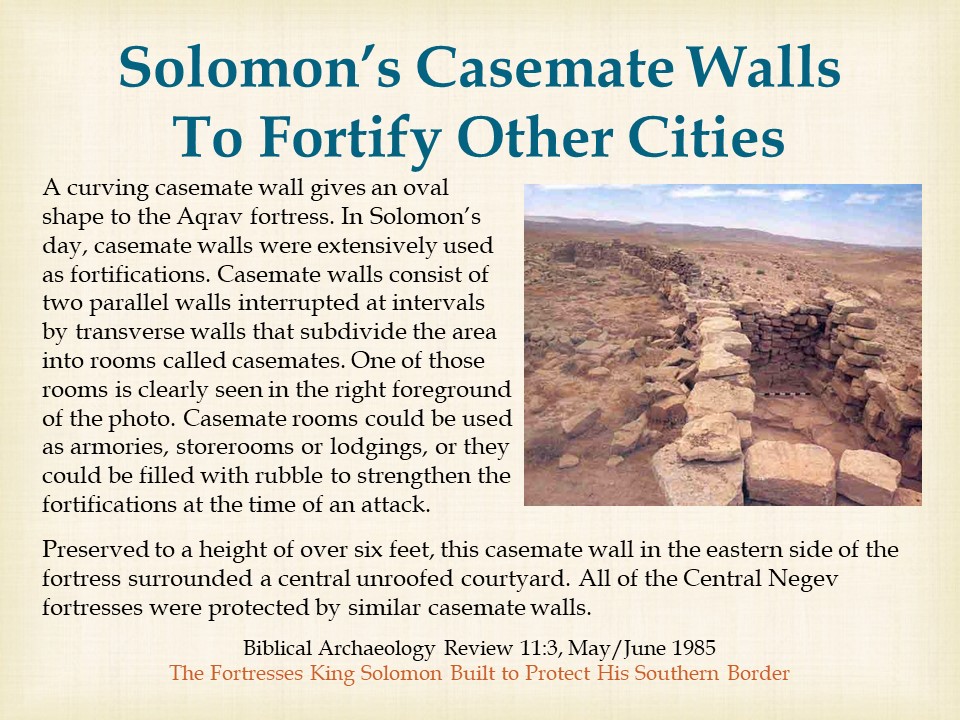 Solomon’s Casemate Walls
To Fortify Other Cities
A curving casemate wall gives an oval
shape to the Aqrav fortress. In Solomon’s
day, casemate walls were extensively used
as fortifications. Casemate walls consist of
two parallel walls interrupted at intervals
by transverse walls that subdivide the area
into rooms called casemates. One of those
rooms is clearly seen in the right foreground
of the photo. Casemate rooms could be used
as armories, storerooms or lodgings, or they
could be filled with rubble to strengthen the
fortifications at the time of an attack.
Preserved to a height of over six feet, this casemate wall in the eastern side of the
fortress surrounded a central unroofed courtyard. All of the Central Negev
fortresses were protected by similar casemate walls.
Biblical Archaeology Review 11:3, May/June 1985
The Fortresses King Solomon Built to Protect His Southern Border